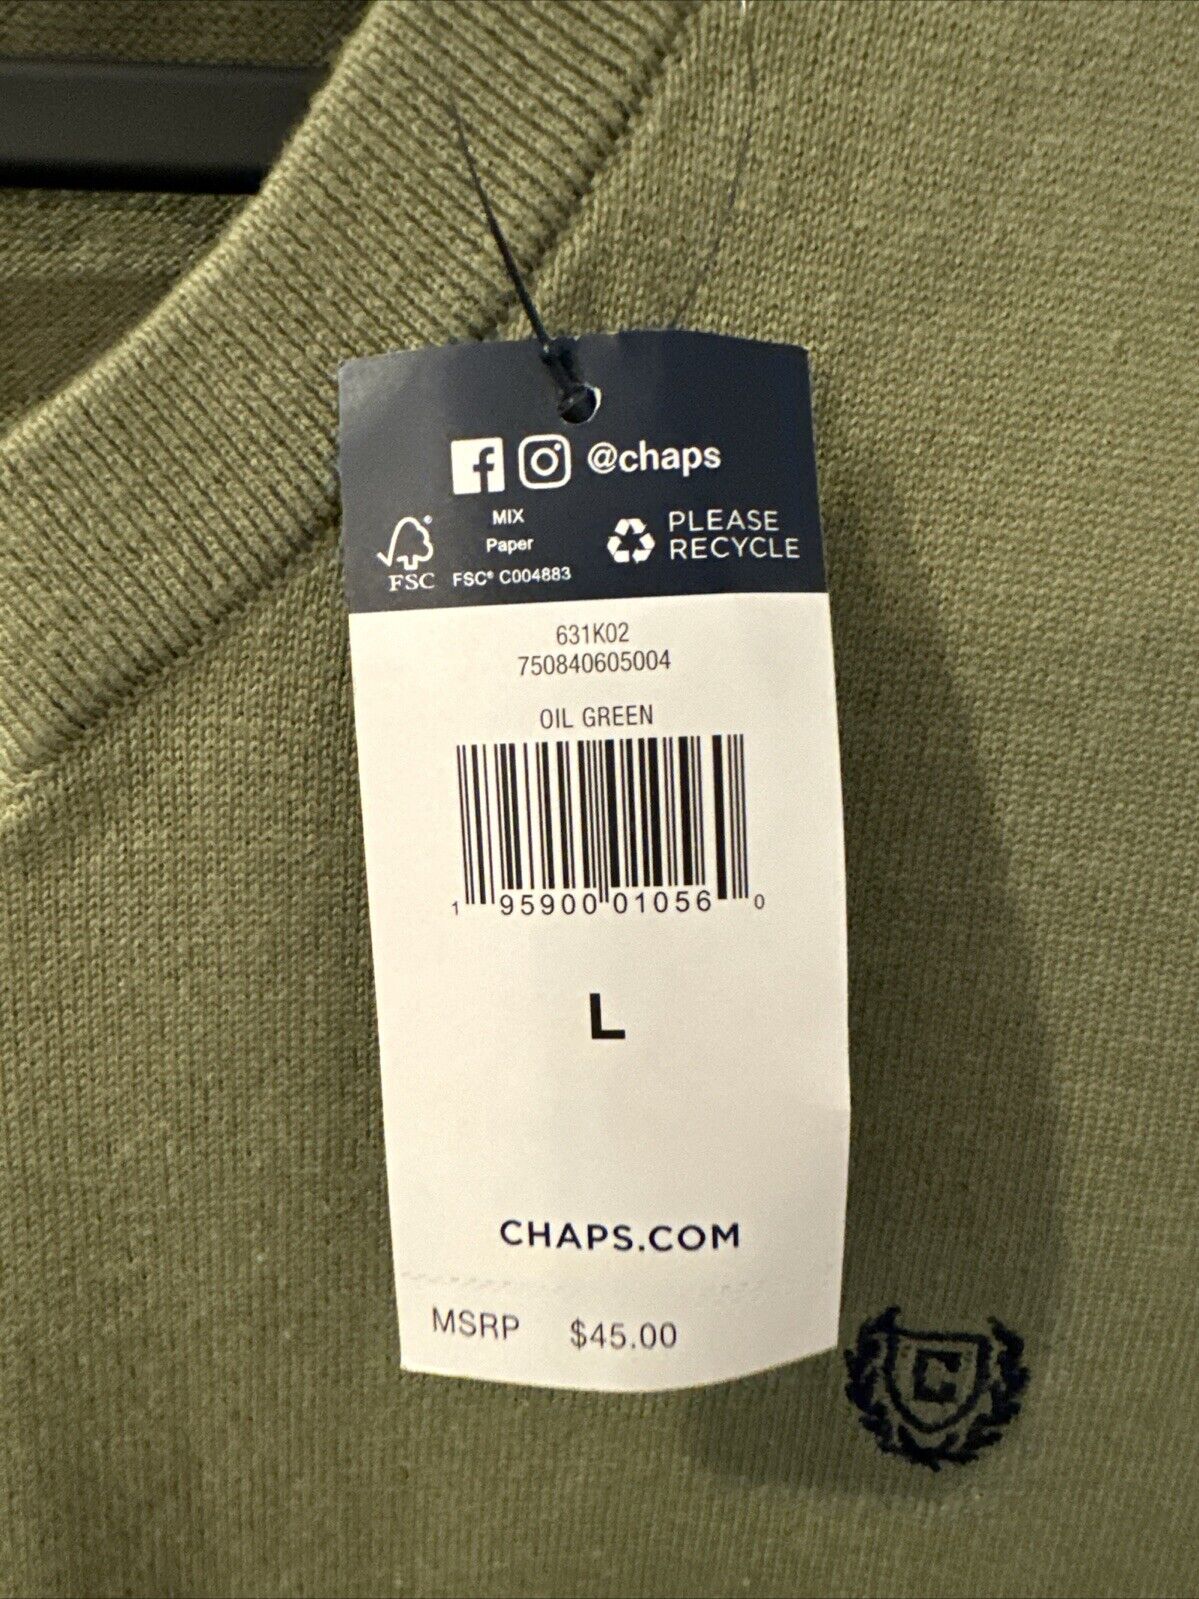 @chaps
MIX
Paper
FSC® C004883
FSC
PLEASE
RECYCLE
631K02
750840605004
OIL GREEN
1 95900 01056 0
L
CHAPS.COM
MSRP $45.00
C